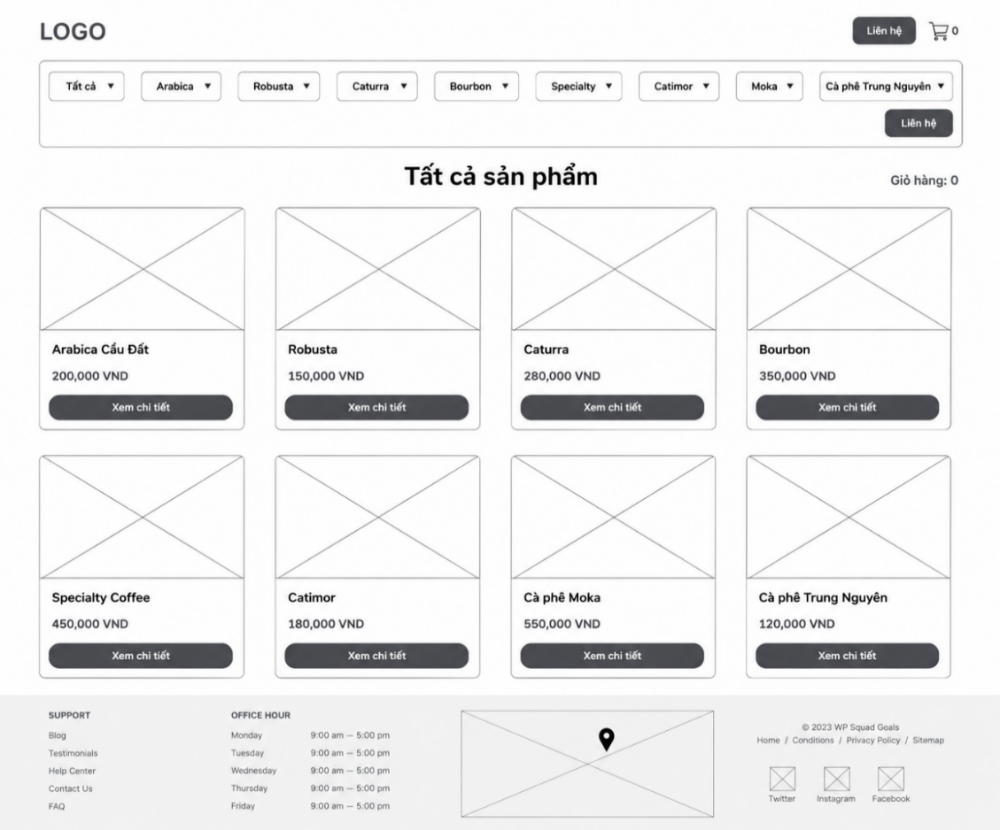 LOGO
Liên hệ 0
Tất cả ▼ Arabica ▼ Robusta ▼ Caturra ▼ Bourbon ▼ Specialty ▼ Catimor ▼ Moka ▼ Cà phê Trung Nguyên ▼
Liên hệ
Tất cả sản phẩm
Giỏ hàng: 0
Arabica Cầu Đất
200,000 VND
Xem chi tiết
Robusta
150,000 VND
Xem chi tiết
Caturra
280,000 VND
Xem chi tiết
Bourbon
350,000 VND
Xem chi tiết
Specialty Coffee
450,000 VND
Xem chi tiết
Catimor
180,000 VND
Xem chi tiết
Cà phê Moka
550,000 VND
Xem chi tiết
Cà phê Trung Nguyên
120,000 VND
Xem chi tiết
SUPPORT
Blog
Testimonials
Help Center
Contact Us
FAQ
OFFICE HOUR
Monday 9:00 am — 5:00 pm
Tuesday 9:00 am — 5:00 pm
Wednesday 9:00 am — 5:00 pm
Thursday 9:00 am — 5:00 pm
Friday 9:00 am — 5:00 pm
© 2023 WP Squad Goals
Home / Conditions / Privacy Policy / Sitemap
Twitter Instagram Facebook